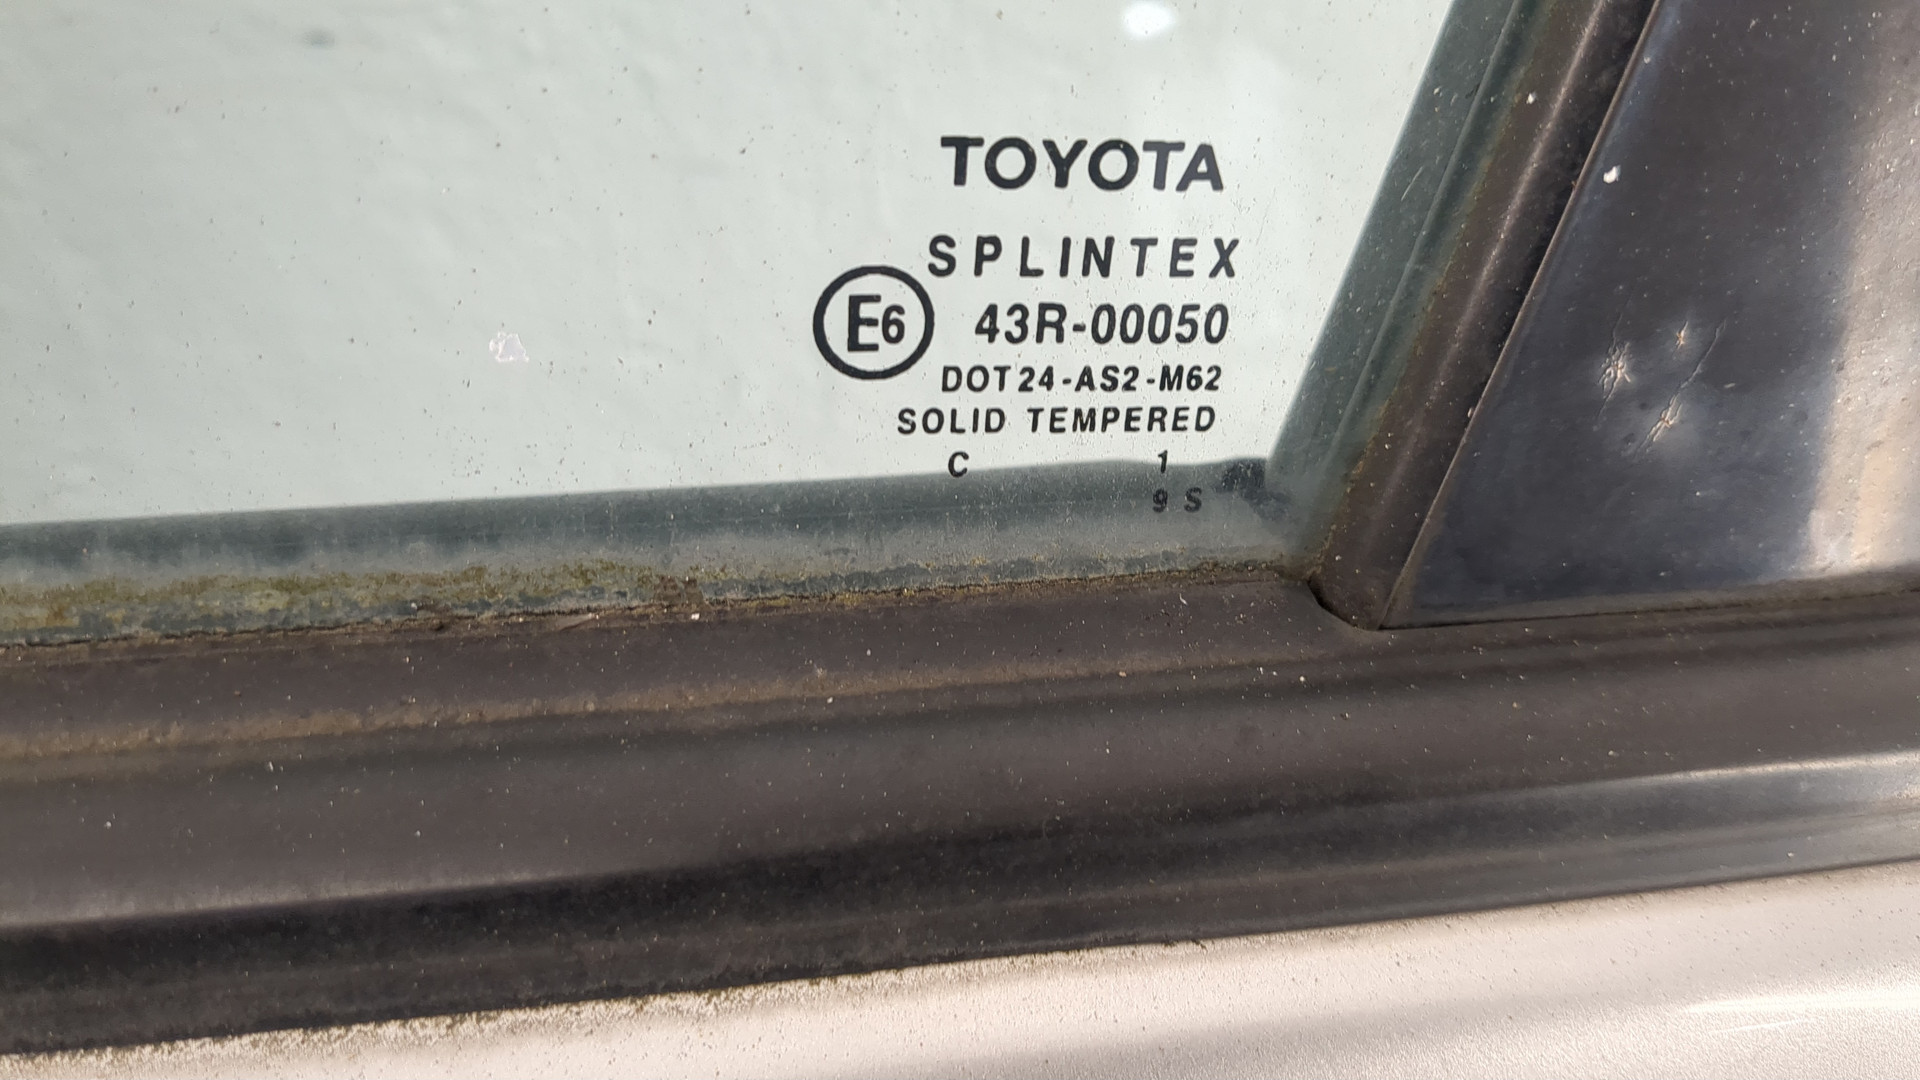 TOYOTA
SPLINTEX
E6 43R-00050
DOT24-AS2-M62
SOLID TEMPERED
C 1
9 S